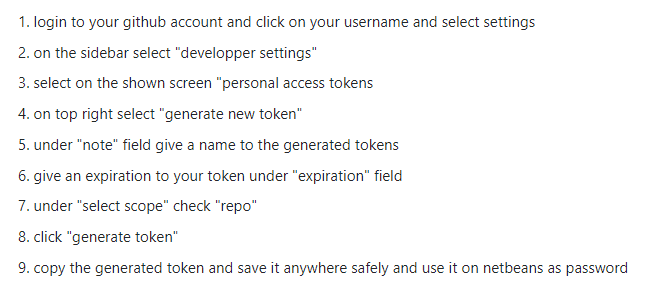 1. login to your github account and click on your username and select settings
2. on the sidebar select "developper settings"
3. select on the shown screen "personal access tokens
4. on top right select "generate new token"
5. under "note" field give a name to the generated tokens
6. give an expiration to your token under "expiration" field
7. under "select scope" check "repo"
8. click "generate token"
9. copy the generated token and save it anywhere safely and use it on netbeans as password